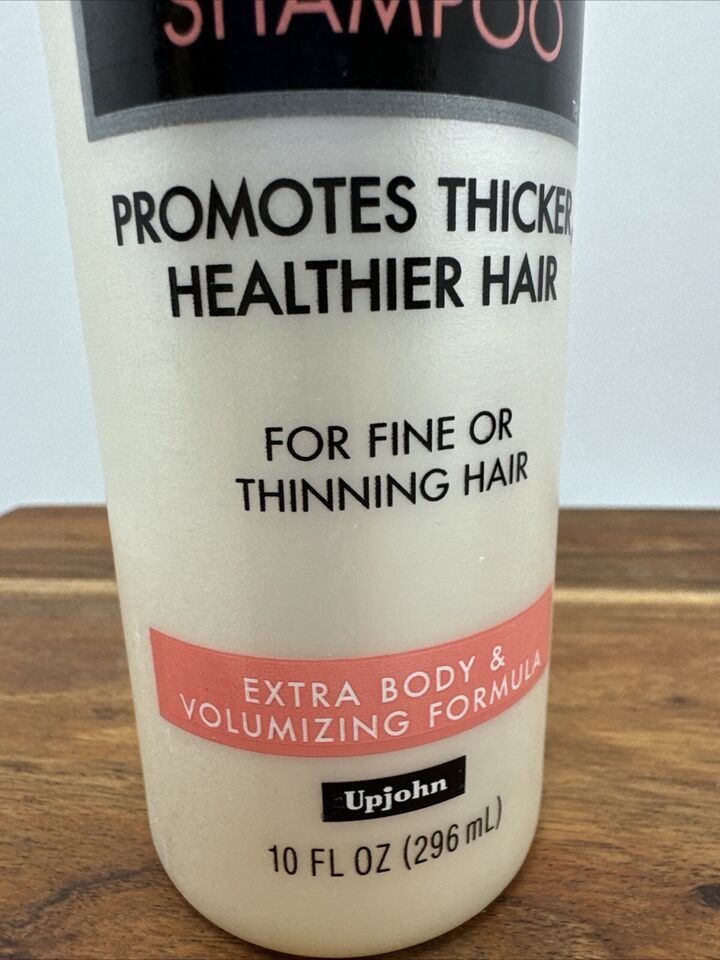 SHAMPOO
PROMOTES THICKER,
HEALTHIER HAIR
FOR FINE OR
THINNING HAIR
EXTRA BODY &
VOLUMIZING FORMULA
Upjohn
10 FL OZ (296 mL)